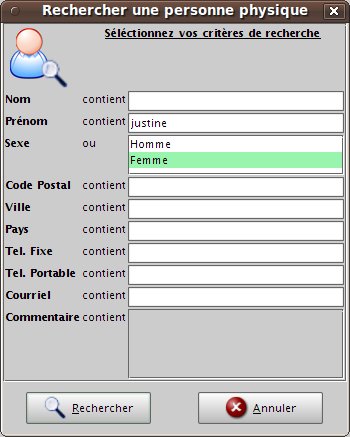 Rechercher une personne physique
Séléctionnez vos critères de recherche
Nom contient
Prénom contient justine
Sexe ou Homme
Femme
Code Postal contient
Ville contient
Pays contient
Tel. Fixe contient
Tel. Portable contient
Courriel contient
Commentaire contient
Rechercher Annuler